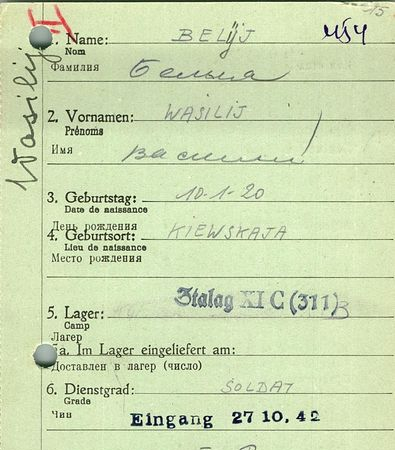 15
1. Name: BELIJ
Nom
Фамилия Белый
Wasilij
2. Vornamen: WASILIJ
Prénoms
Имя Василий
3. Geburtstag: 10-1-20
Date de naissance
День рождения
4. Geburtsort: KIEWSKAJA
Lieu de naissance
Место рождения
Stalag XI C (311) B
5. Lager:
Camp
Лагерь
5a. Im Lager eingeliefert am:
Доставлен в лагерь (число)
6. Dienstgrad: SOLDAT
Grade
Чин Eingang 27 10. 42